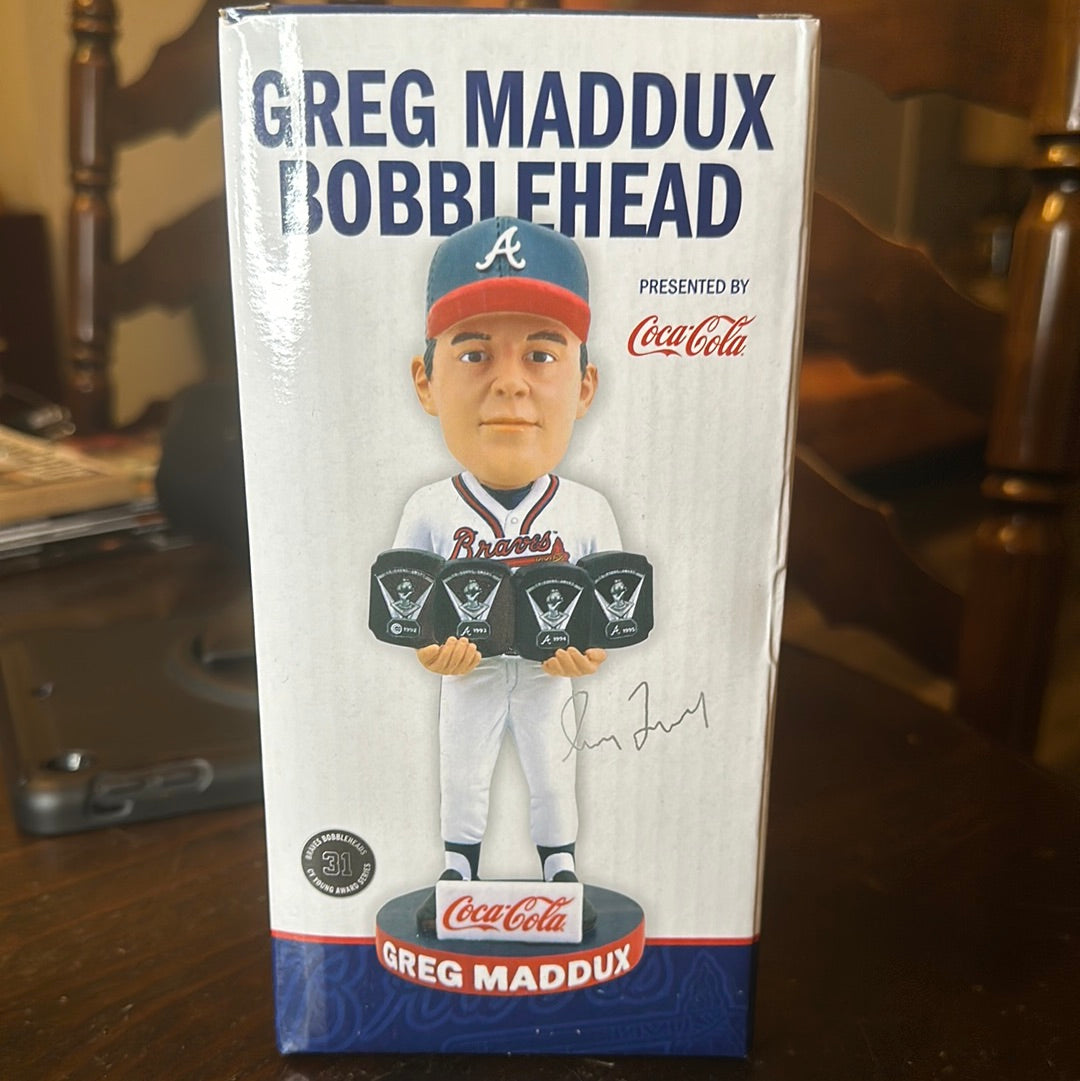 GREG MADDUX
BOBBLEHEAD
PRESENTED BY
Coca-Cola
A
Braves
1992
A 1993
A 1994
A 1995
BRAVES BOBBLEHEADS
31
CY YOUNG AWARD SERIES
Coca-Cola
GREG MADDUX
Braves